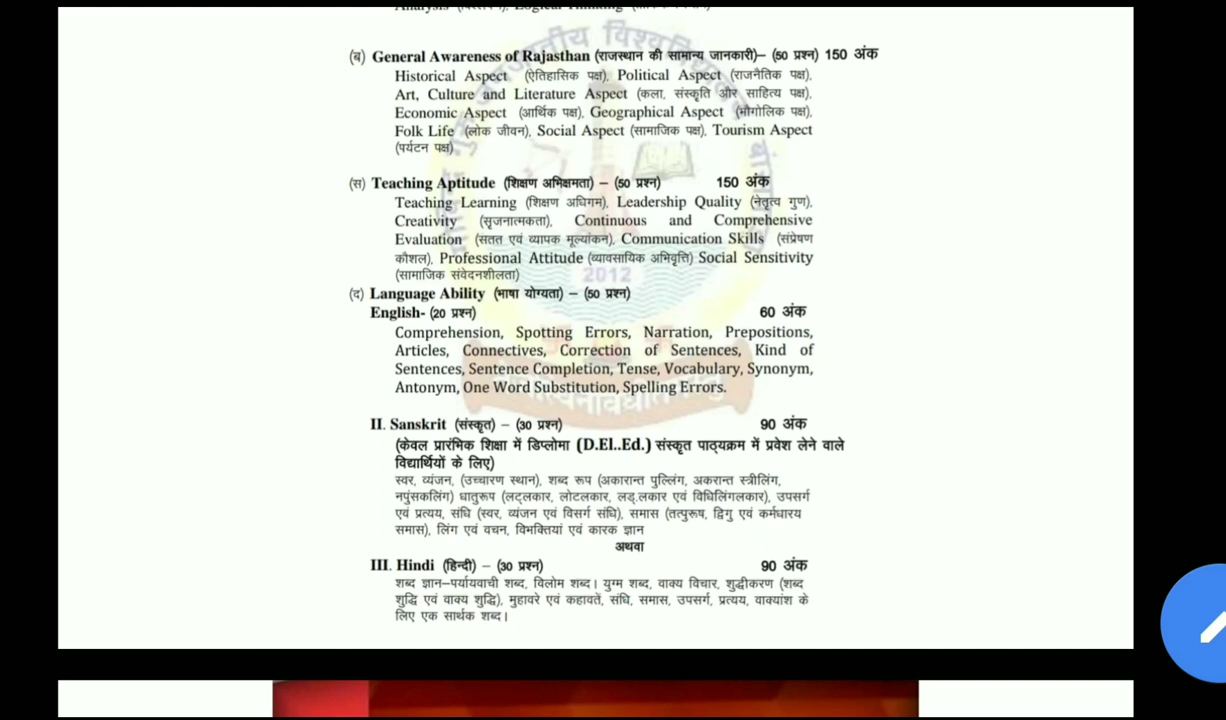 Analysis (विश्लेषण), Logical Thinking
(ब) General Awareness of Rajasthan (राजस्थान की सामान्य जानकारी)– (50 प्रश्न) 150 अंक
Historical Aspect (ऐतिहासिक पक्ष), Political Aspect (राजनैतिक पक्ष),
Art, Culture and Literature Aspect (कला, संस्कृति और साहित्य पक्ष),
Economic Aspect (आर्थिक पक्ष), Geographical Aspect (भौगोलिक पक्ष),
Folk Life (लोक जीवन), Social Aspect (सामाजिक पक्ष), Tourism Aspect
(पर्यटन पक्ष)
(स) Teaching Aptitude (शिक्षण अभिक्षमता) – (50 प्रश्न) 150 अंक
Teaching Learning (शिक्षण अधिगम), Leadership Quality (नेतृत्व गुण),
Creativity (सृजनात्मकता), Continuous and Comprehensive
Evaluation (सतत एवं व्यापक मूल्यांकन), Communication Skills (संप्रेषण
कौशल), Professional Attitude (व्यावसायिक अभिवृत्ति) Social Sensitivity
(सामाजिक संवेदनशीलता)
2012
(द) Language Ability (भाषा योग्यता) – (50 प्रश्न)
English- (20 प्रश्न) 60 अंक
Comprehension, Spotting Errors, Narration, Prepositions,
Articles, Connectives, Correction of Sentences, Kind of
Sentences, Sentence Completion, Tense, Vocabulary, Synonym,
Antonym, One Word Substitution, Spelling Errors.
II. Sanskrit (संस्कृत) – (30 प्रश्न) 90 अंक
(केवल प्रारंभिक शिक्षा में डिप्लोमा (D.El..Ed.) संस्कृत पाठ्यक्रम में प्रवेश लेने वाले
विद्यार्थियों के लिए)
स्वर, व्यंजन, (उच्चारण स्थान), शब्द रूप (अकारान्त पुल्लिंग, अकरान्त स्त्रीलिंग,
नपुंसकलिंग) धातुरूप (लट्लकार, लोटलकार, लड्.लकार एवं विधिलिंगलकार), उपसर्ग
एवं प्रत्यय, संधि (स्वर, व्यंजन एवं विसर्ग संधि), समास (तत्पुरूष, द्विगु एवं कर्मधारय
समास), लिंग एवं वचन, विभक्तियां एवं कारक ज्ञान
अथवा
III. Hindi (हिन्दी) – (30 प्रश्न) 90 अंक
शब्द ज्ञान–पर्यायवाची शब्द, विलोम शब्द। युग्म शब्द, वाक्य विचार, शुद्धीकरण (शब्द
शुद्धि एवं वाक्य शुद्धि), मुहावरे एवं कहावतें, संधि, समास, उपसर्ग, प्रत्यय, वाक्यांश के
लिए एक सार्थक शब्द।